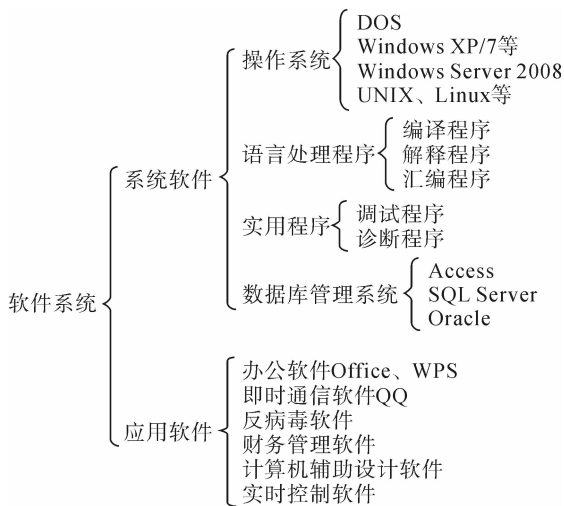 软件系统
系统软件
操作系统
DOS
Windows XP/7等
Windows Server 2008
UNIX、Linux等
语言处理程序
编译程序
解释程序
汇编程序
实用程序
调试程序
诊断程序
数据库管理系统
Access
SQL Server
Oracle
应用软件
办公软件Office、WPS
即时通信软件QQ
反病毒软件
财务管理软件
计算机辅助设计软件
实时控制软件